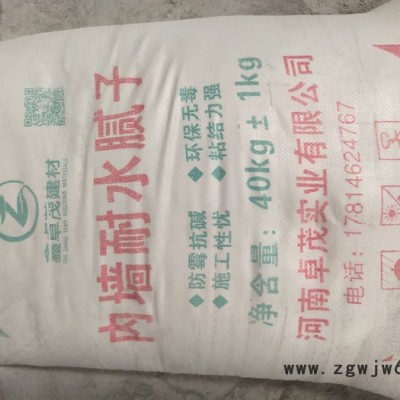 鑫卓茂建材
内墙耐水腻子
·防霉抗碱 ·环保无毒
·施工性优 ·粘结力强
净含量：40kg ± 1kg
河南卓茂实业有限公司
电话：17814624767
www.zgwjw6